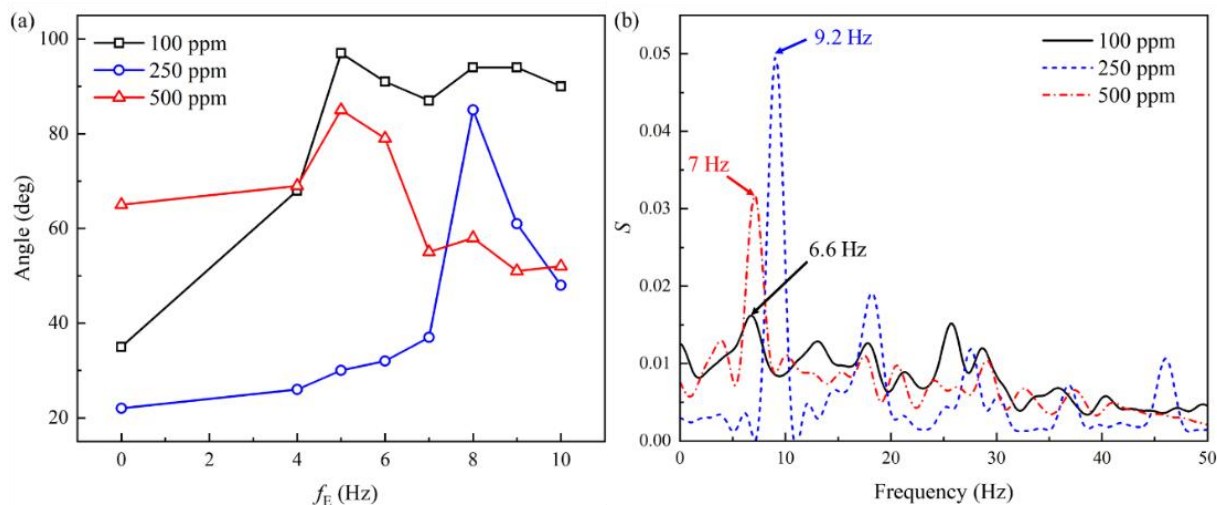 (a)
100 ppm
250 ppm
500 ppm
100
80
60
40
20
Angle (deg)
0 2 4 6 8 10
f_E (Hz)
(b)
9.2 Hz
100 ppm
250 ppm
500 ppm
7 Hz
6.6 Hz
0.05
0.04
0.03
0.02
0.01
0.00
S
0 10 20 30 40 50
Frequency (Hz)